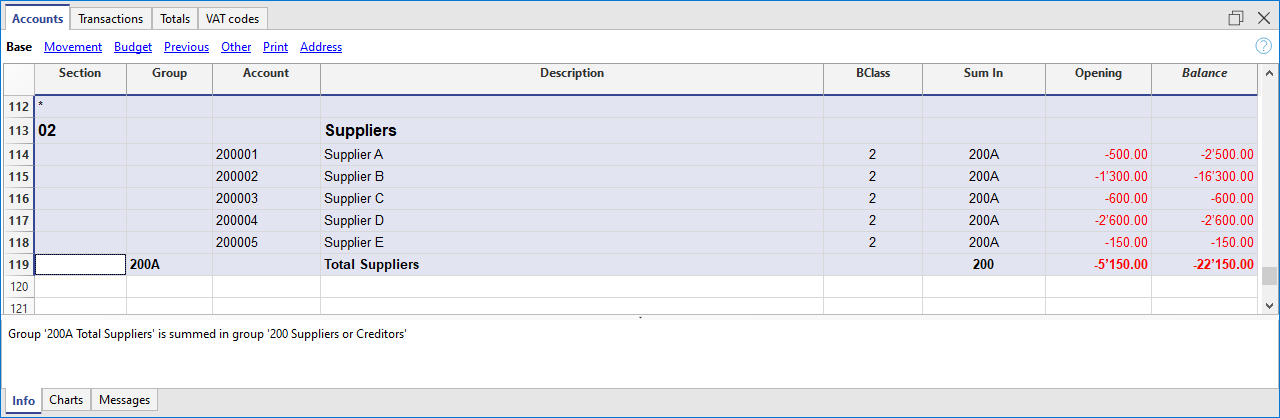 Accounts Transactions Totals VAT codes
Base Movement Budget Previous Other Print Address ?
Section Group Account Description BClass Sum In Opening Balance
112 *
113 02 Suppliers
114 200001 Supplier A 2 200A -500.00 -2'500.00
115 200002 Supplier B 2 200A -1'300.00 -16'300.00
116 200003 Supplier C 2 200A -600.00 -600.00
117 200004 Supplier D 2 200A -2'600.00 -2'600.00
118 200005 Supplier E 2 200A -150.00 -150.00
119 200A Total Suppliers 200 -5'150.00 -22'150.00
120
121
Group '200A Total Suppliers' is summed in group '200 Suppliers or Creditors'
Info Charts Messages